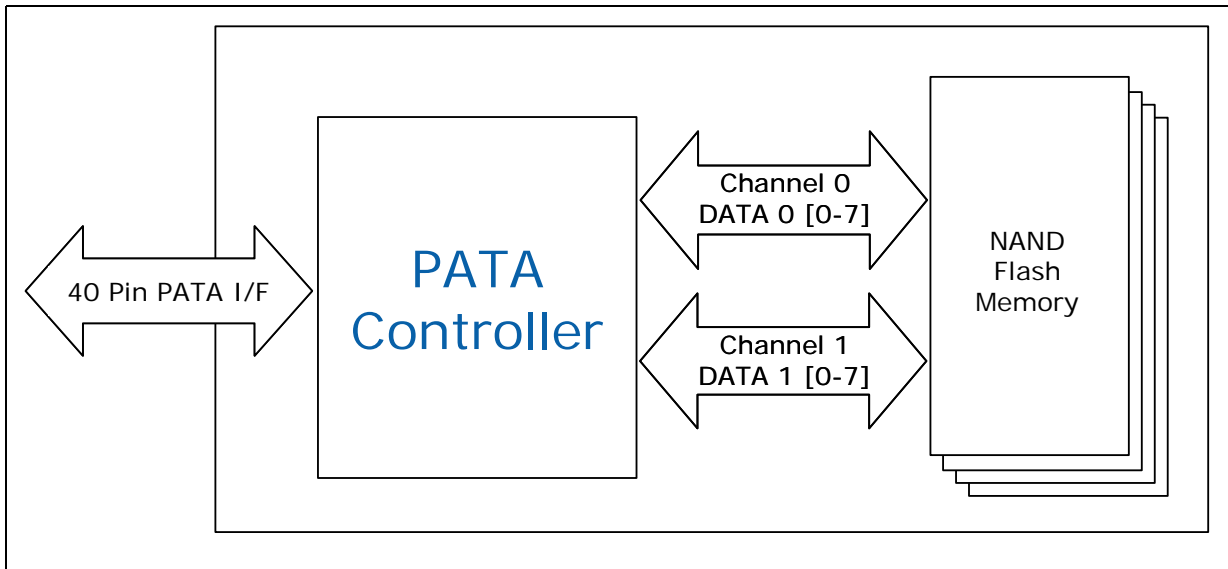 40 Pin PATA I/F
PATA
Controller
Channel 0
DATA 0 [0-7]
Channel 1
DATA 1 [0-7]
NAND
Flash
Memory